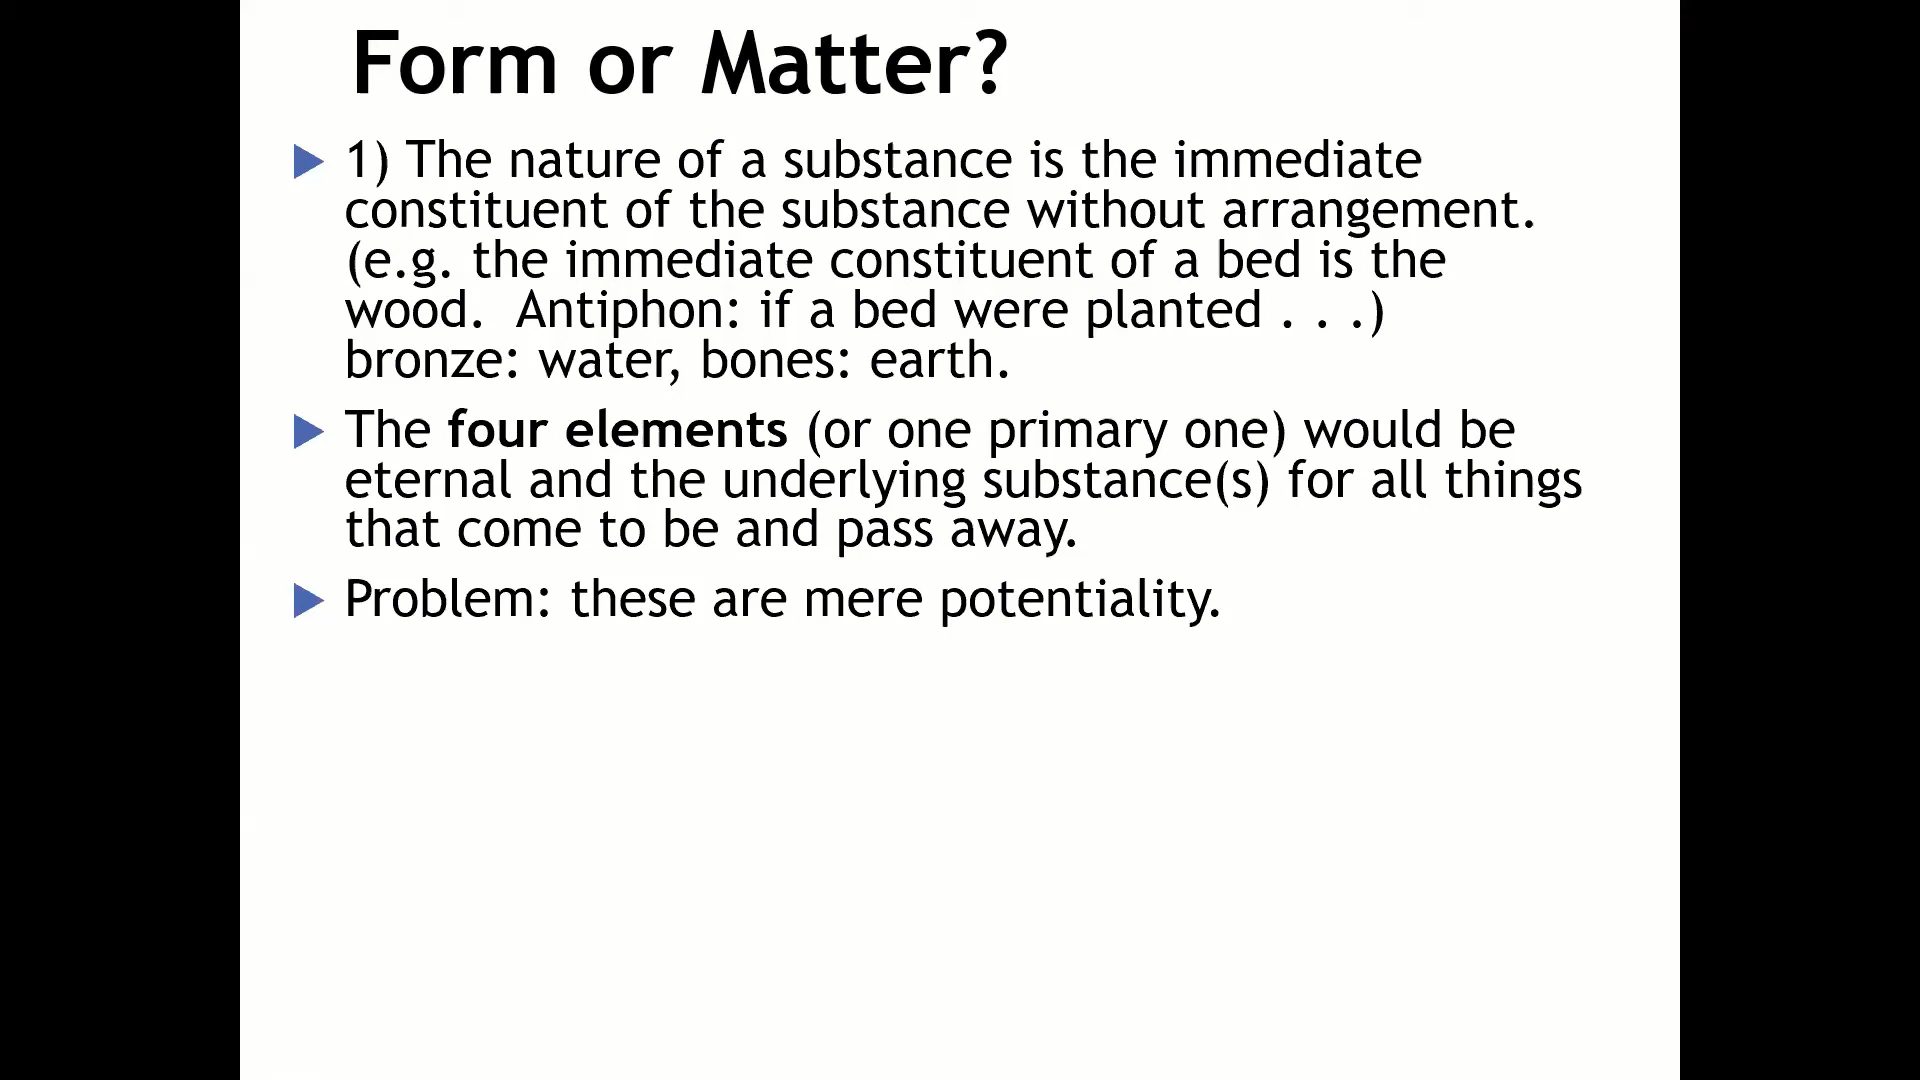 Form or Matter?
1) The nature of a substance is the immediate
constituent of the substance without arrangement.
(e.g. the immediate constituent of a bed is the
wood.  Antiphon: if a bed were planted . . .)
bronze: water, bones: earth.
The four elements (or one primary one) would be
eternal and the underlying substance(s) for all things
that come to be and pass away.
Problem: these are mere potentiality.